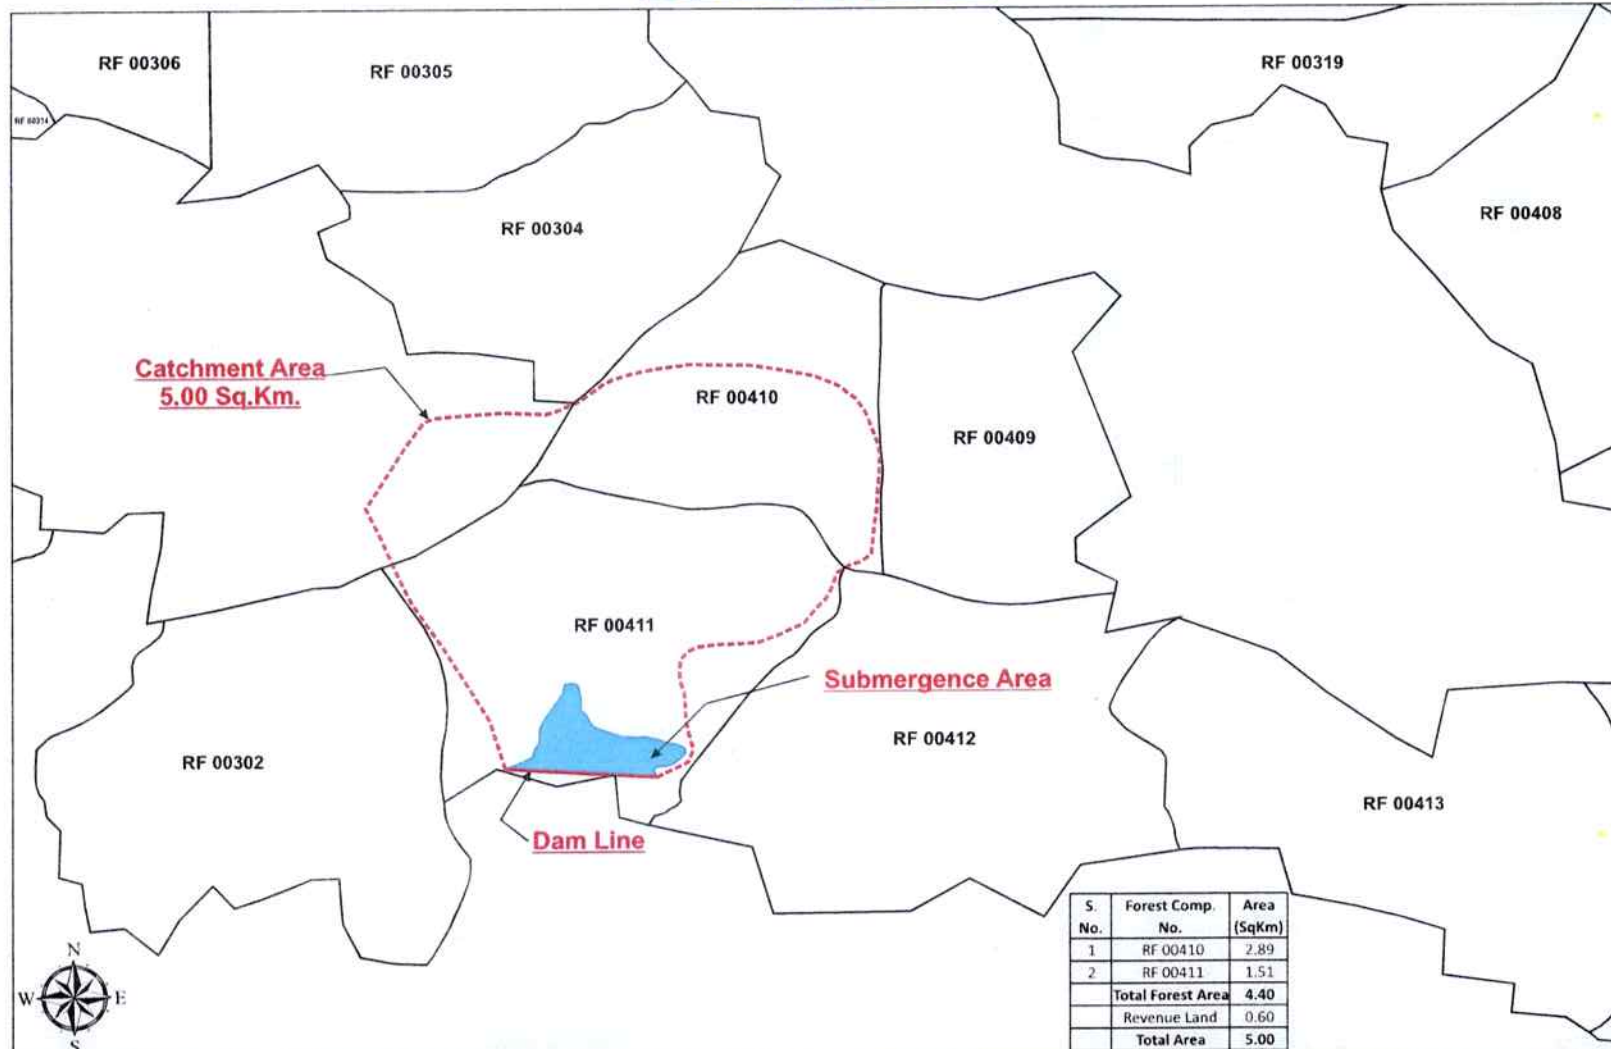 RF 00306
RF 00305
RF 00319
RF 00314
RF 00408
RF 00304
Catchment Area
5.00 Sq.Km.
RF 00410
RF 00409
RF 00411
Submergence Area
RF 00412
RF 00302
RF 00413
Dam Line
S. No. Forest Comp. No. Area (SqKm)
1 RF 00410 2.89
2 RF 00411 1.51
Total Forest Area 4.40
Revenue Land 0.60
Total Area 5.00
N
W E
S